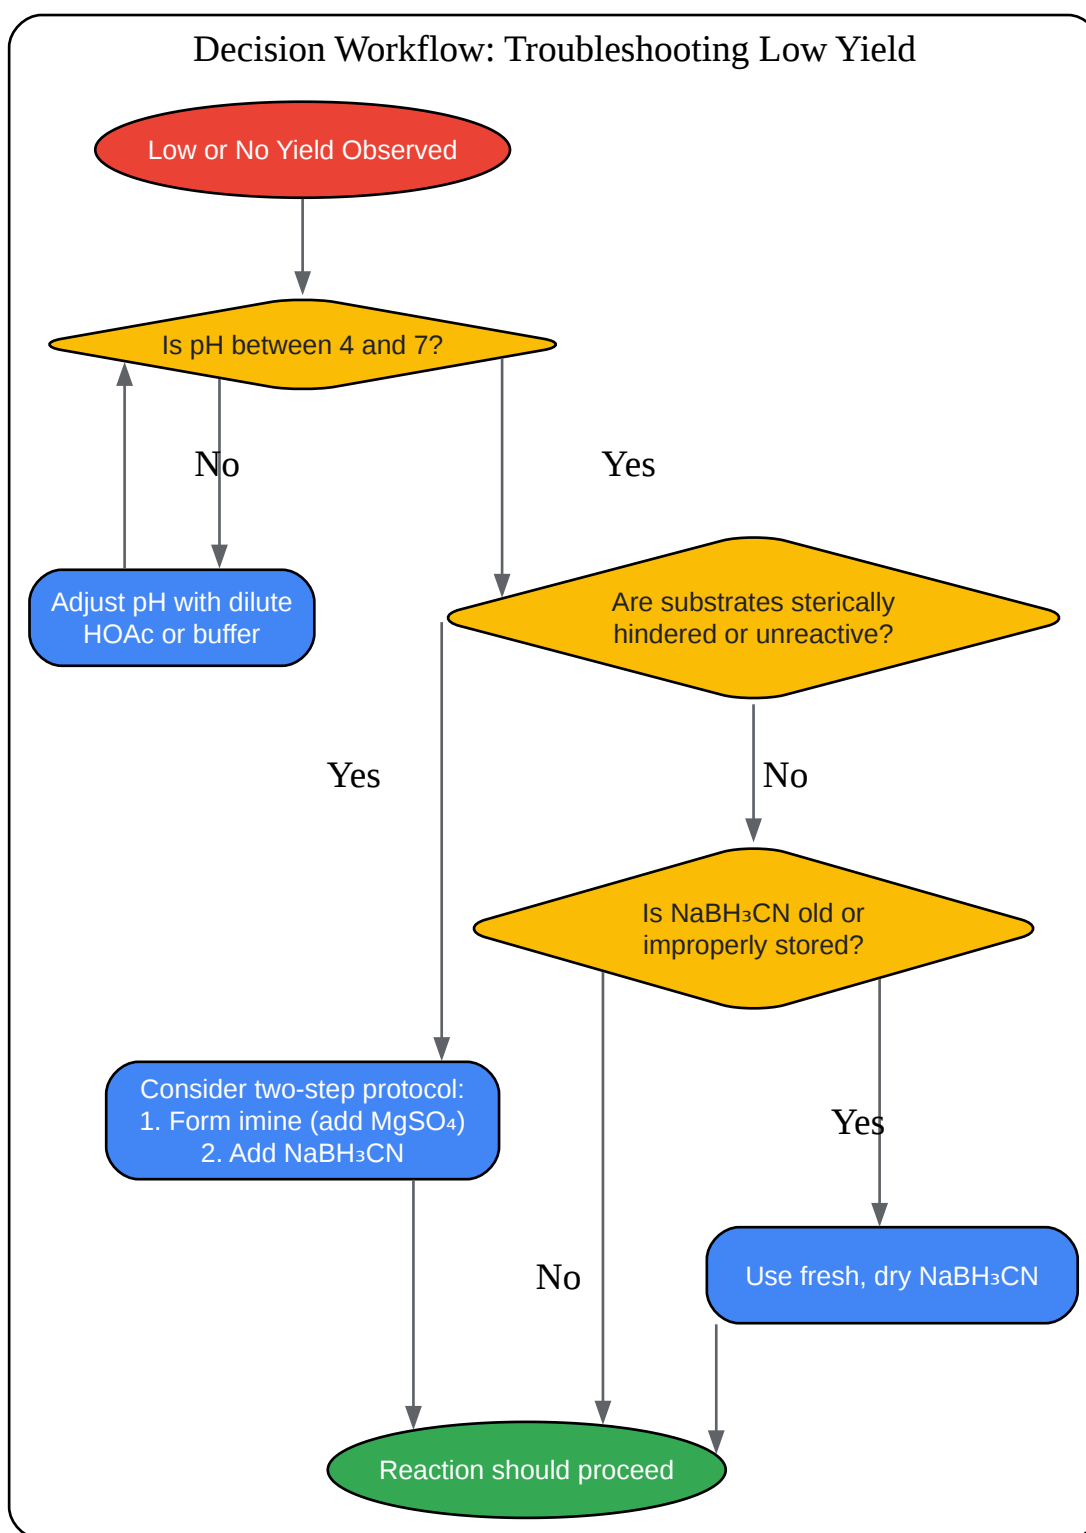 Decision Workflow: Troubleshooting Low Yield
Low or No Yield Observed
Is pH between 4 and 7?
No
Yes
Adjust pH with dilute
HOAc or buffer
Are substrates sterically
hindered or unreactive?
Yes
No
Is NaBH₃CN old or
improperly stored?
Consider two-step protocol:
1. Form imine (add MgSO₄)
2. Add NaBH₃CN
Yes
No
Use fresh, dry NaBH₃CN
Reaction should proceed